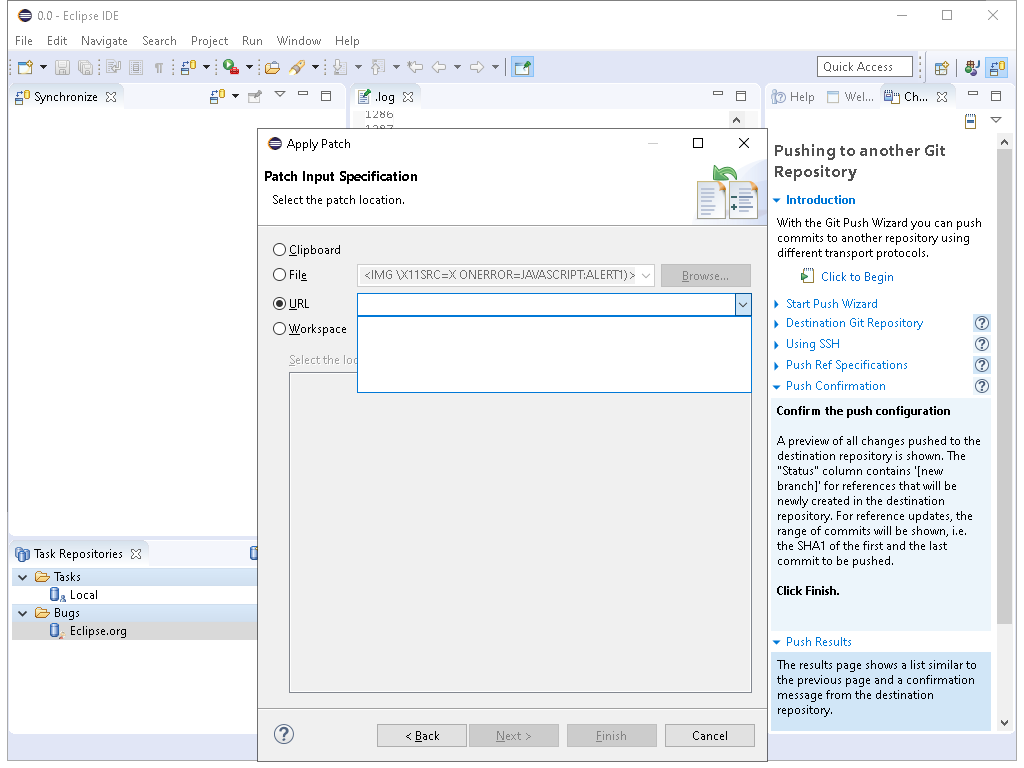 0.0 - Eclipse IDE
File Edit Navigate Search Project Run Window Help
Quick Access
Synchronize
.log
Help Wel... Ch...
1286
Apply Patch
Patch Input Specification
Select the patch location.
Clipboard
File <IMG \X11SRC=X ONERROR=JAVASCRIPT:ALERT1)> Browse...
URL
Workspace
Select the loc
< Back Next > Finish Cancel
Task Repositories
Tasks
Local
Bugs
Eclipse.org
Pushing to another Git
Repository
Introduction
With the Git Push Wizard you can push
commits to another repository using
different transport protocols.
Click to Begin
Start Push Wizard
Destination Git Repository
Using SSH
Push Ref Specifications
Push Confirmation
Confirm the push configuration
A preview of all changes pushed to the
destination repository is shown. The
"Status" column contains '[new
branch]' for references that will be
newly created in the destination
repository. For reference updates, the
range of commits will be shown, i.e.
the SHA1 of the first and the last
commit to be pushed.
Click Finish.
Push Results
The results page shows a list similar to
the previous page and a confirmation
message from the destination
repository.